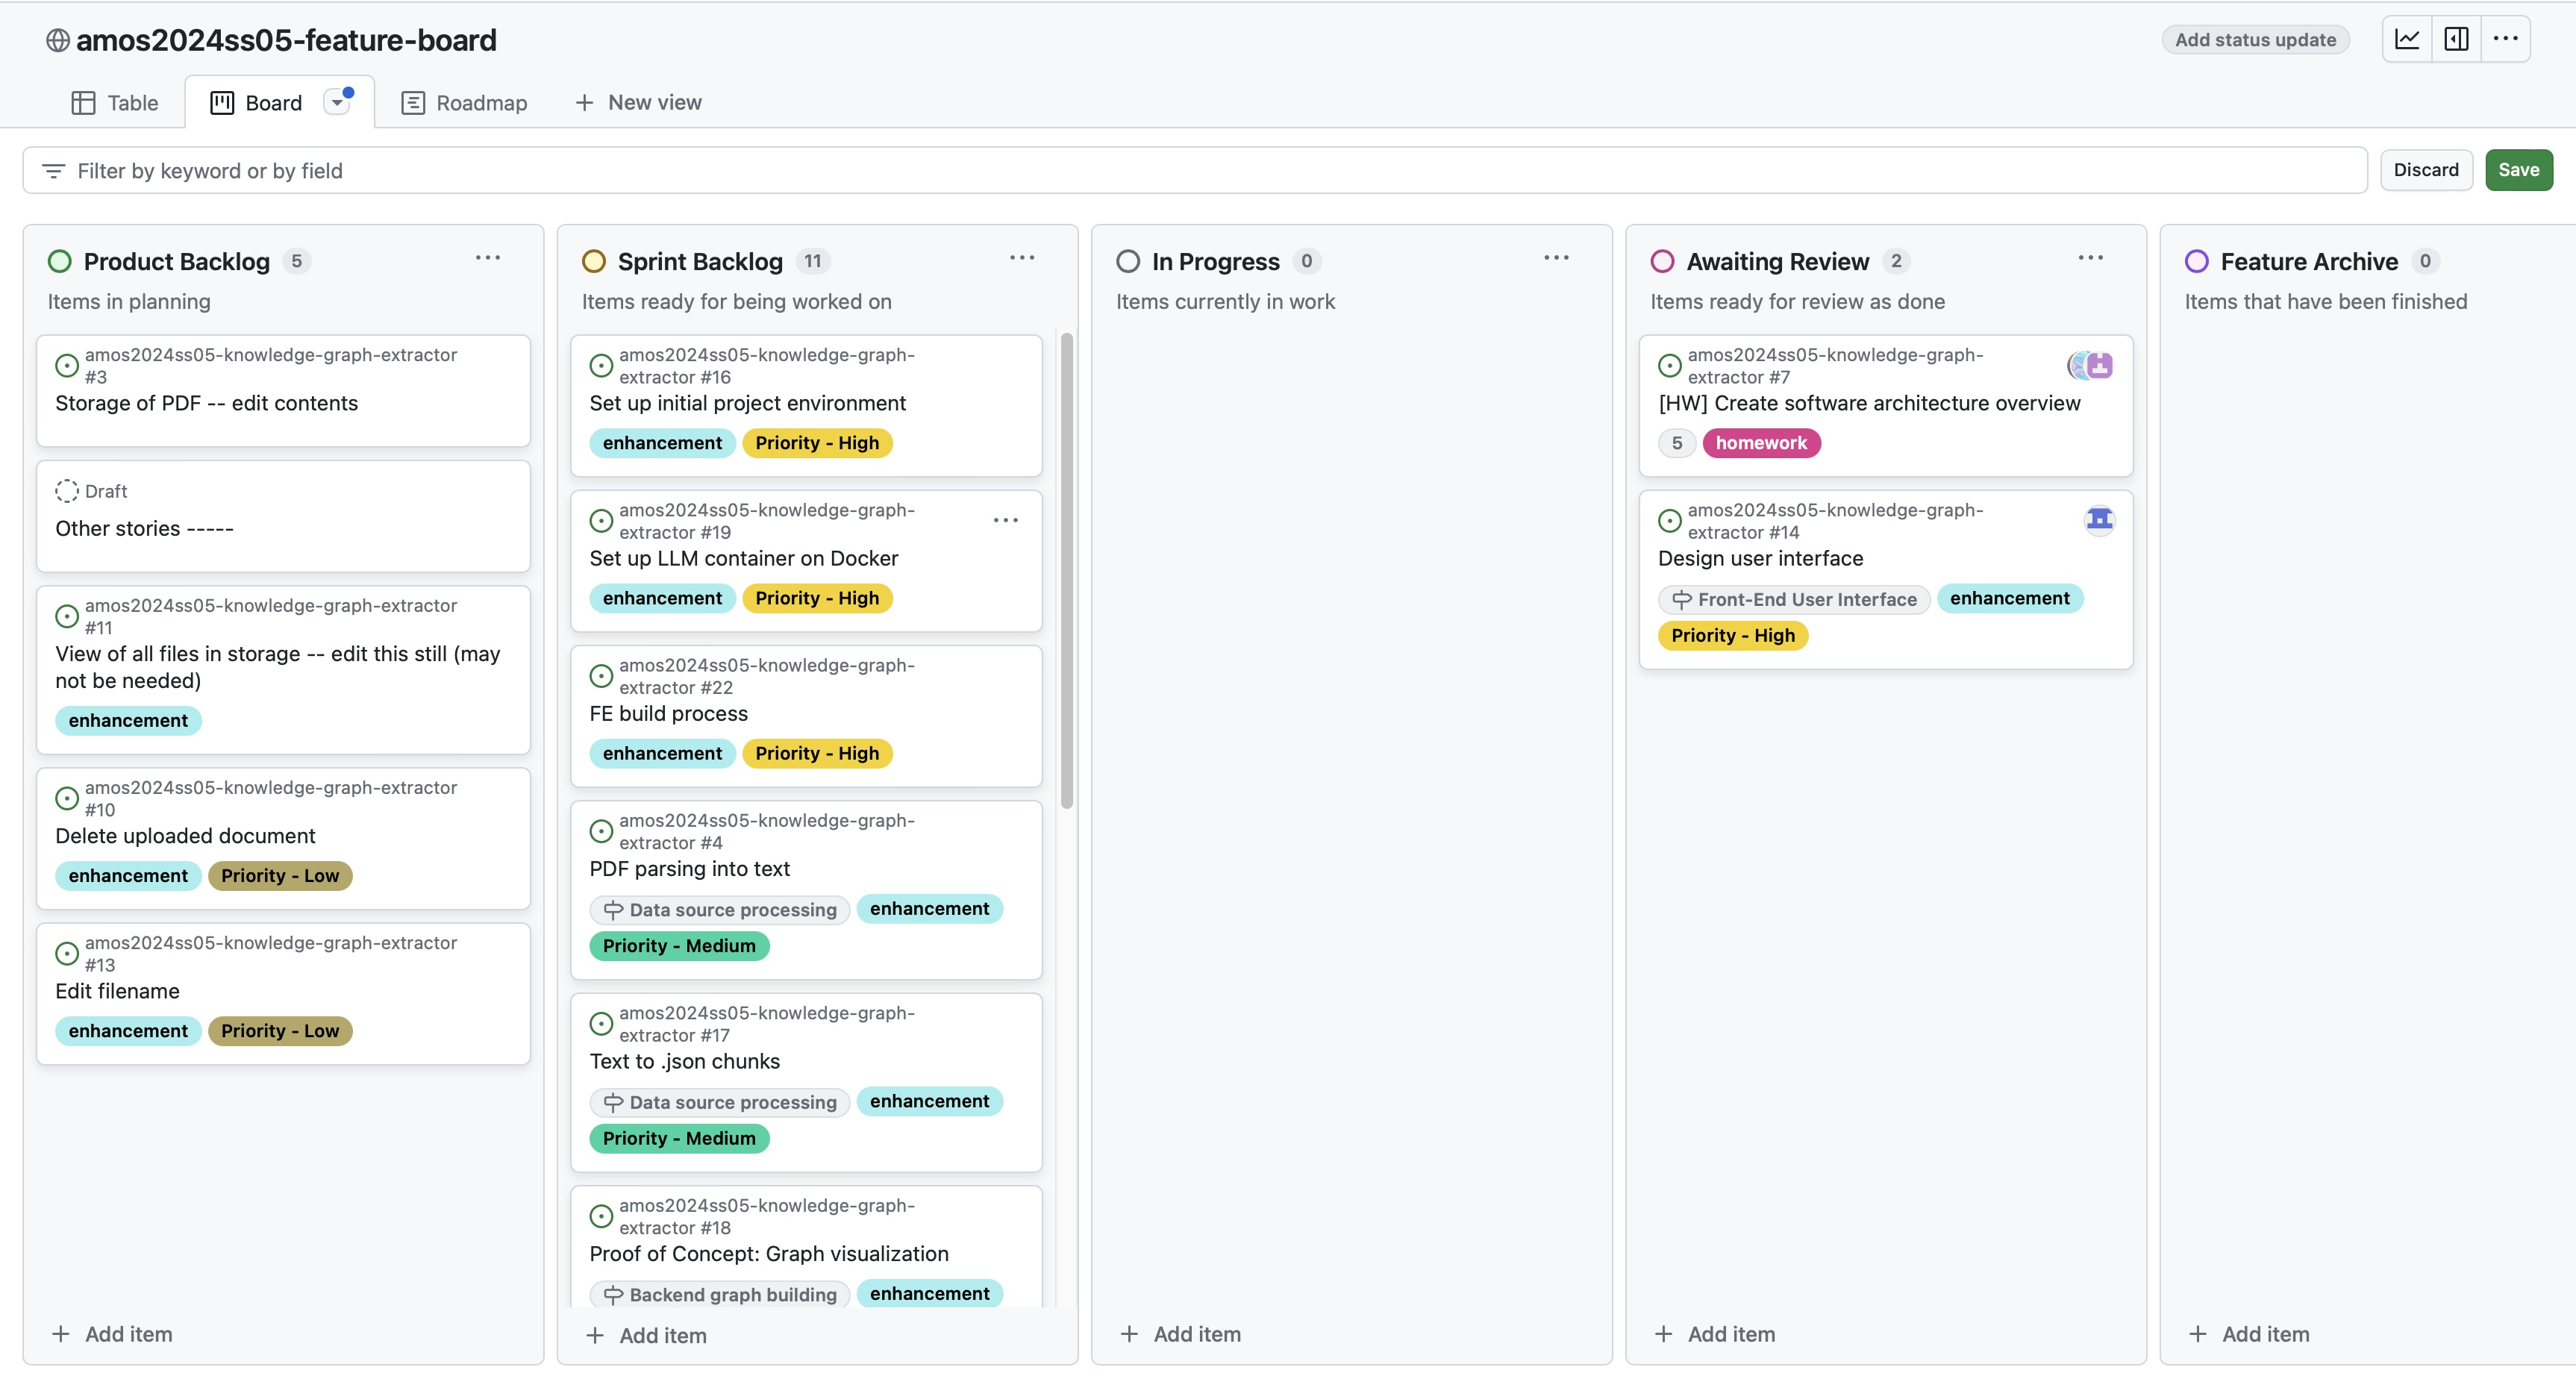 amos2024ss05-feature-board
Add status update
Table
Board
Roadmap
New view
Filter by keyword or by field
Discard
Save
Product Backlog 5
Items in planning
amos2024ss05-knowledge-graph-extractor
#3
Storage of PDF -- edit contents
Draft
Other stories -----
amos2024ss05-knowledge-graph-extractor
#11
View of all files in storage -- edit this still (may
not be needed)
enhancement
amos2024ss05-knowledge-graph-extractor
#10
Delete uploaded document
enhancement Priority - Low
amos2024ss05-knowledge-graph-extractor
#13
Edit filename
enhancement Priority - Low
Add item
Sprint Backlog 11
Items ready for being worked on
amos2024ss05-knowledge-graph-
extractor #16
Set up initial project environment
enhancement Priority - High
amos2024ss05-knowledge-graph-
extractor #19
Set up LLM container on Docker
enhancement Priority - High
amos2024ss05-knowledge-graph-
extractor #22
FE build process
enhancement Priority - High
amos2024ss05-knowledge-graph-
extractor #4
PDF parsing into text
Data source processing enhancement
Priority - Medium
amos2024ss05-knowledge-graph-
extractor #17
Text to .json chunks
Data source processing enhancement
Priority - Medium
amos2024ss05-knowledge-graph-
extractor #18
Proof of Concept: Graph visualization
Backend graph building enhancement
Add item
In Progress 0
Items currently in work
Add item
Awaiting Review 2
Items ready for review as done
amos2024ss05-knowledge-graph-
extractor #7
[HW] Create software architecture overview
5 homework
amos2024ss05-knowledge-graph-
extractor #14
Design user interface
Front-End User Interface enhancement
Priority - High
Add item
Feature Archive 0
Items that have been finished
Add item